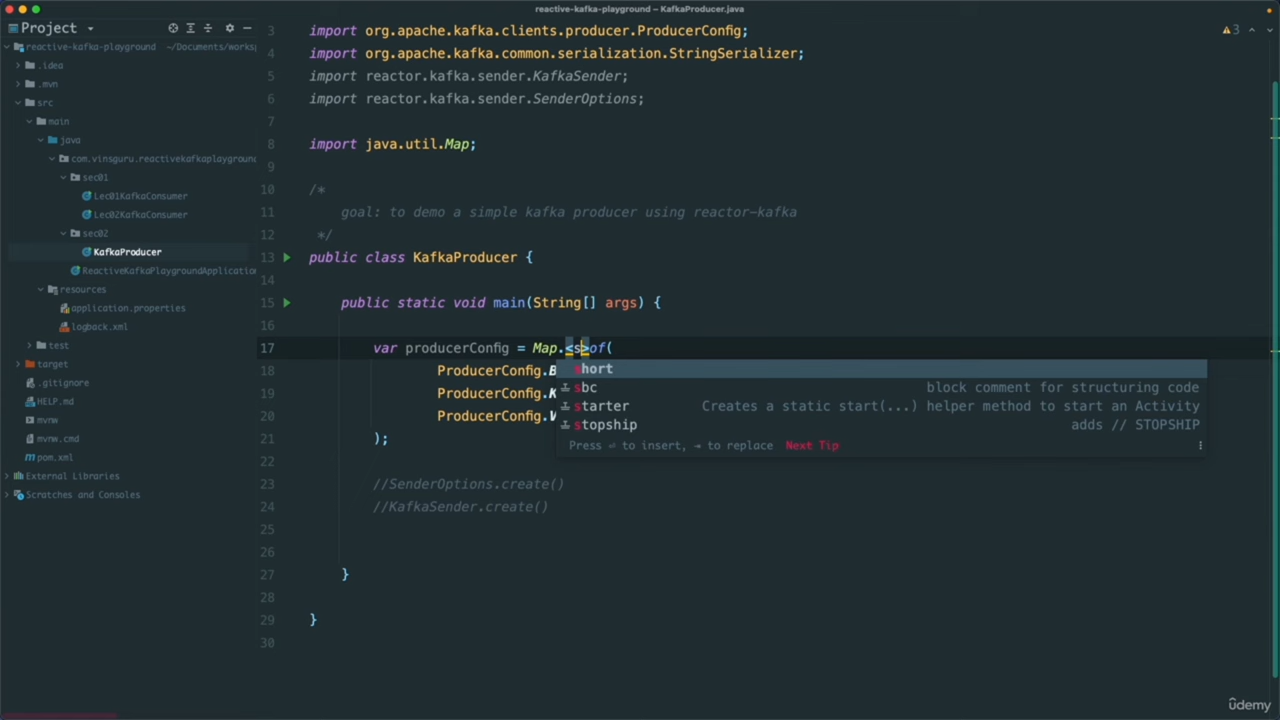 reactive-kafka-playground – KafkaProducer.java
Project
reactive-kafka-playground ~/Documents/worksp
.idea
.mvn
src
main
java
com.vinsguru.reactivekafkaplayground
sec01
Lec01KafkaConsumer
Lec02KafkaConsumer
sec02
KafkaProducer
ReactiveKafkaPlaygroundApplication
resources
application.properties
logback.xml
test
target
.gitignore
HELP.md
mvnw
mvnw.cmd
pom.xml
External Libraries
Scratches and Consoles
3 import org.apache.kafka.clients.producer.ProducerConfig;
3
4 import org.apache.kafka.common.serialization.StringSerializer;
5 import reactor.kafka.sender.KafkaSender;
6 import reactor.kafka.sender.SenderOptions;
7
8 import java.util.Map;
9
10 /*
11 goal: to demo a simple kafka producer using reactor-kafka
12 */
13 public class KafkaProducer {
14
15 public static void main(String[] args) {
16
17 var producerConfig = Map.<s>of(
18 ProducerConfig.B
19 ProducerConfig.K
20 ProducerConfig.V
21 );
22
23 //SenderOptions.create()
24 //KafkaSender.create()
25
26
27 }
28
29 }
30
short
sbc block comment for structuring code
starter Creates a static start(...) helper method to start an Activity
stopship adds // STOPSHIP
Press ⏎ to insert, ⇥ to replace Next Tip
ûdemy